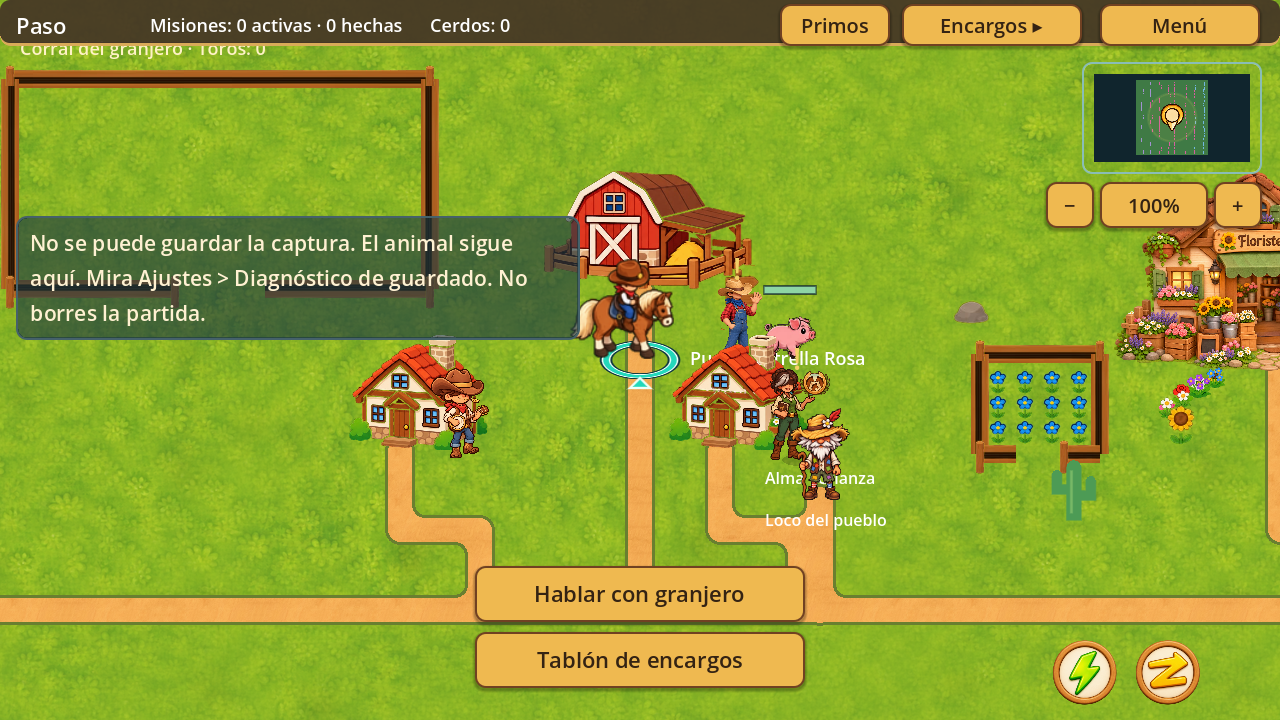 Paso
Misiones: 0 activas · 0 hechas
Cerdos: 0
Primos
Encargos ▸
Menú
Corral del granjero · Toros: 0
−
100%
+
No se puede guardar la captura. El animal sigue
aquí. Mira Ajustes > Diagnóstico de guardado. No
borres la partida.
Rosa
Loco del pueblo
Hablar con granjero
Tablón de encargos